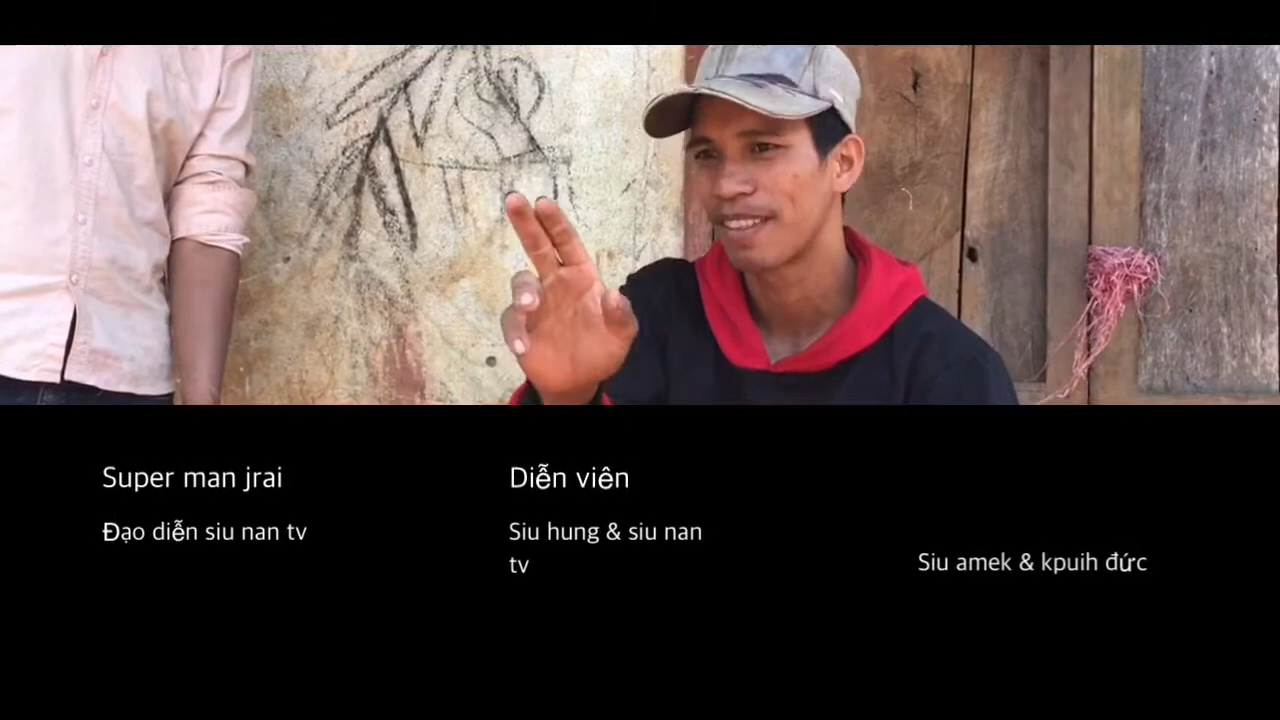 Super man jrai
Đạo diễn siu nan tv
Diễn viên
Siu hung & siu nan
tv
Siu amek & kpuih đức